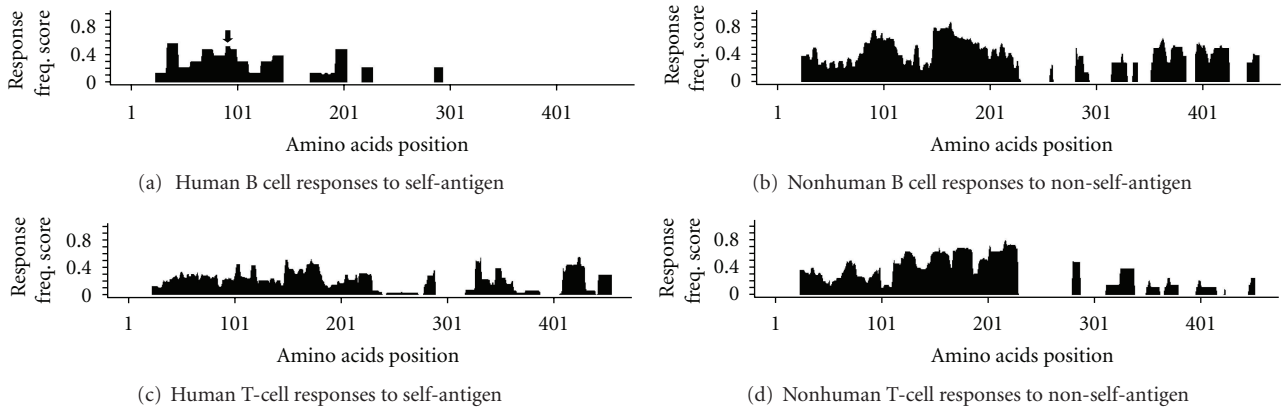 Response
freq. score
0.8
0.4
0
1
101
201
301
401
Amino acids position
(a) Human B cell responses to self-antigen
Response
freq. score
0.8
0.4
0
1
101
201
301
401
Amino acids position
(b) Nonhuman B cell responses to non-self-antigen
Response
freq. score
0.8
0.4
0
1
101
201
301
401
Amino acids position
(c) Human T-cell responses to self-antigen
Response
freq. score
0.8
0.4
0
1
101
201
301
401
Amino acids position
(d) Nonhuman T-cell responses to non-self-antigen